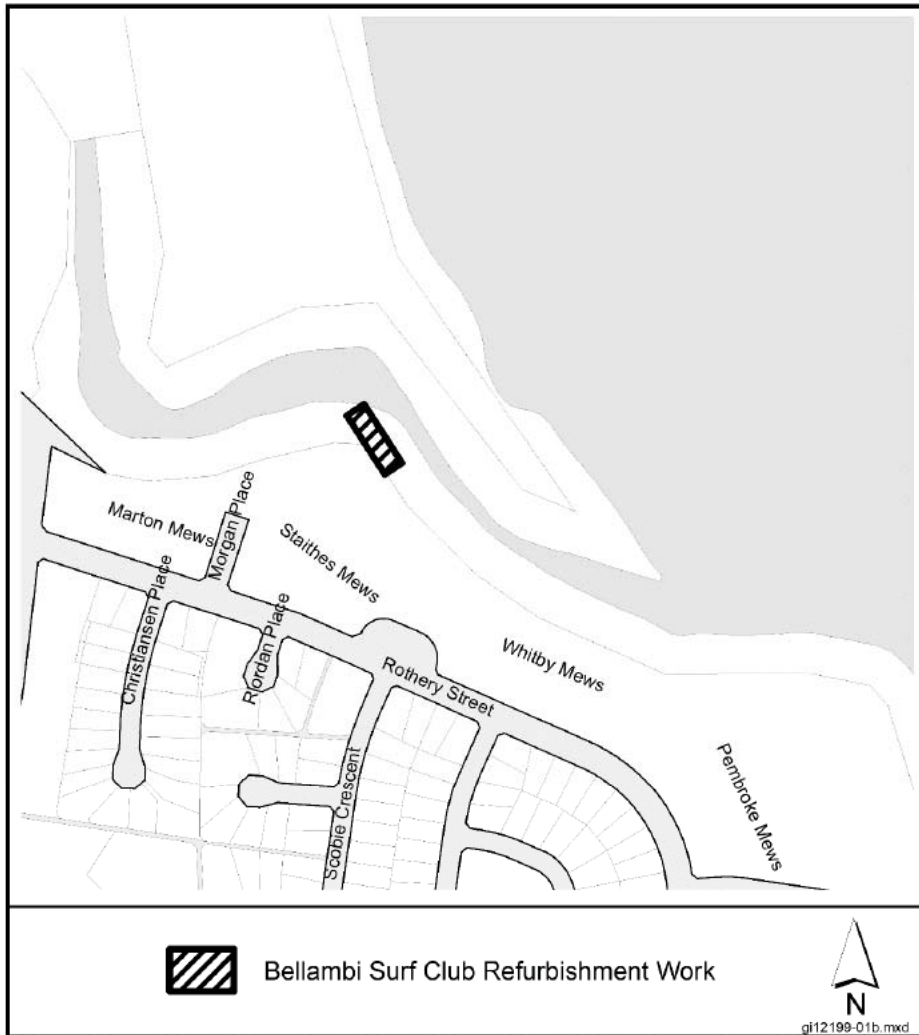 Marton Mews
Morgan Place
Staithes Mews
Christiansen Place
Riordan Place
Whitby Mews
Rothery Street
Scobie Crescent
Pembroke Mews
Bellambi Surf Club Refurbishment Work
N
gi12199-01b.mxd